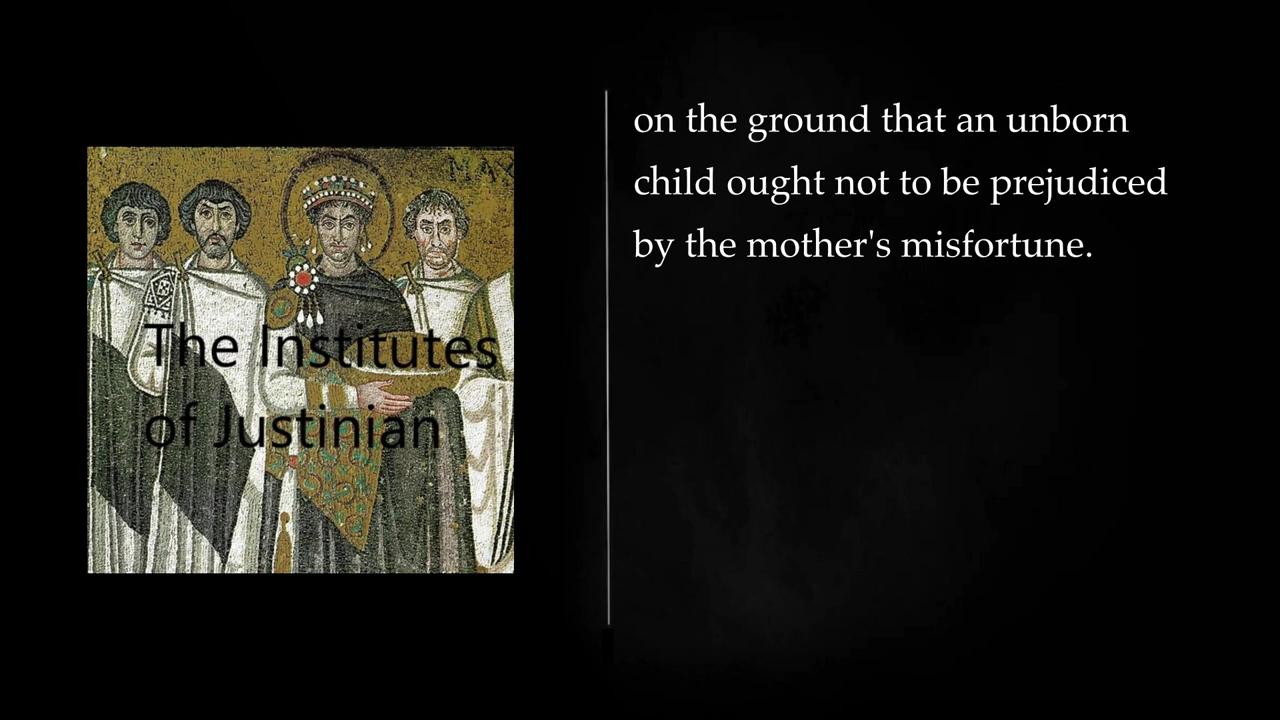 MAX
The Institutes
of Justinian
on the ground that an unborn
child ought not to be prejudiced
by the mother's misfortune.